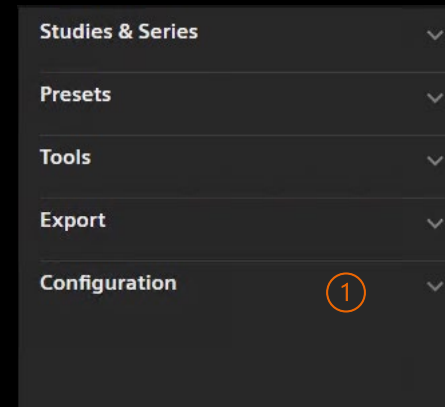 Studies & Series
Presets
Tools
Export
Configuration
1